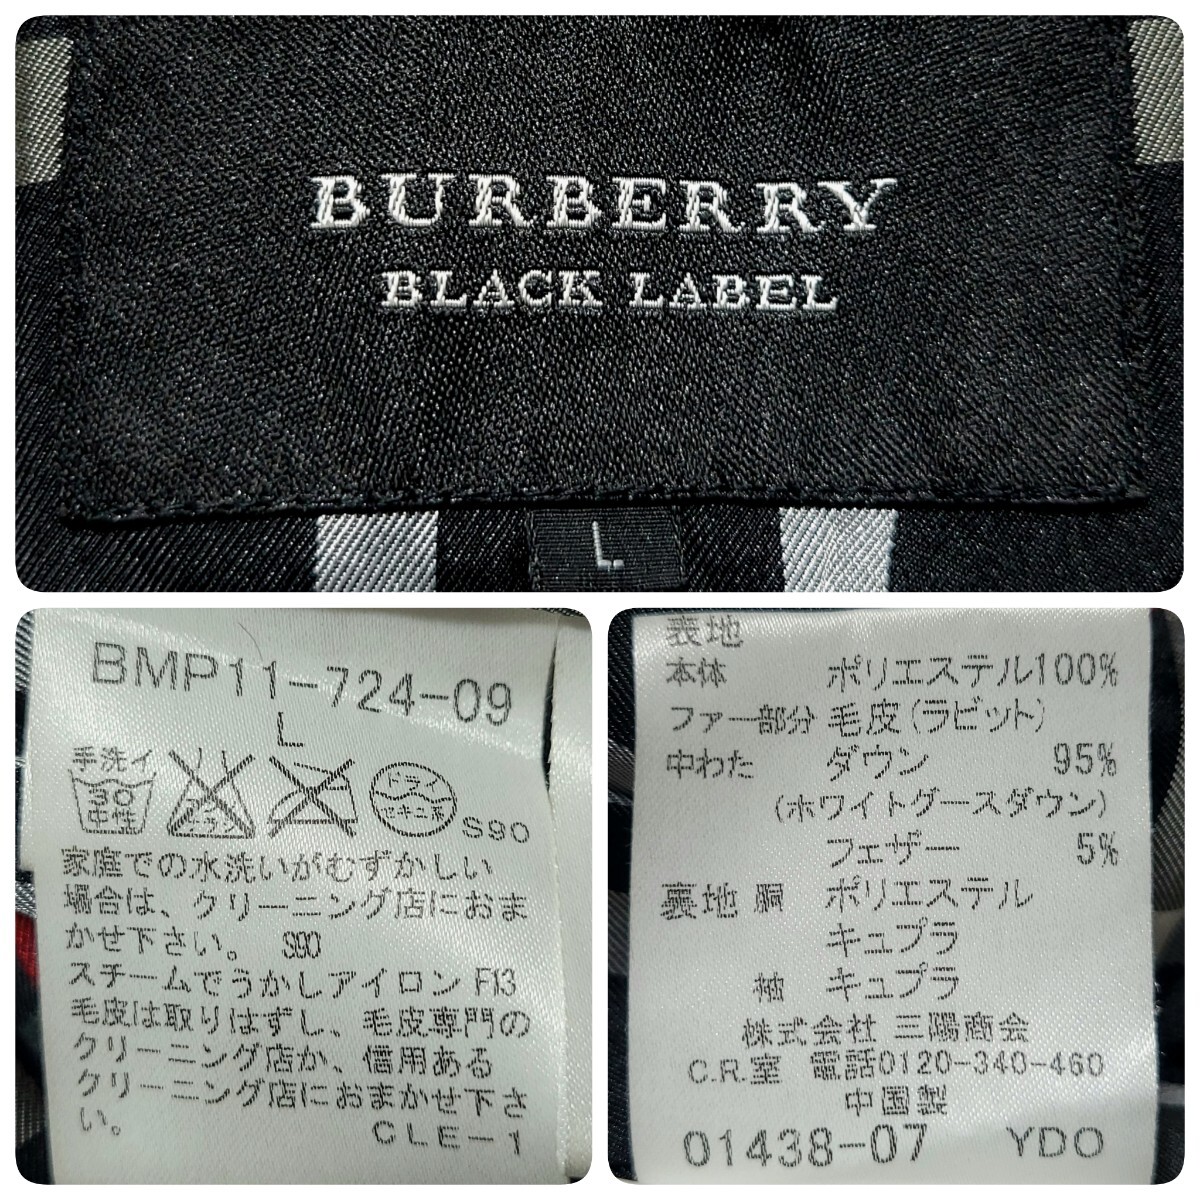 BURBERRY
BLACK LABEL
L
BMP11-724-09
L
手洗イ
30
中性
エンソ
サラシ
ドライ
セキユ系
S90
家庭での水洗いがむずかしい
場合は、クリーニング店におま
かせ下さい。 S90
スチームでうかしアイロン F13
毛皮は取りはずし、毛皮専門の
クリーニング店か、信用ある
クリーニング店におまかせ下さ
い。
CLE-1
表地
本体 ポリエステル100%
ファー部分 毛皮(ラビット)
中わた ダウン 95%
(ホワイトグースダウン)
フェザー 5%
裏地 胴 ポリエステル
キュプラ
袖 キュプラ
株式会社 三陽商会
C.R.室 電話0120-340-460
中国製
01438-07 YDO